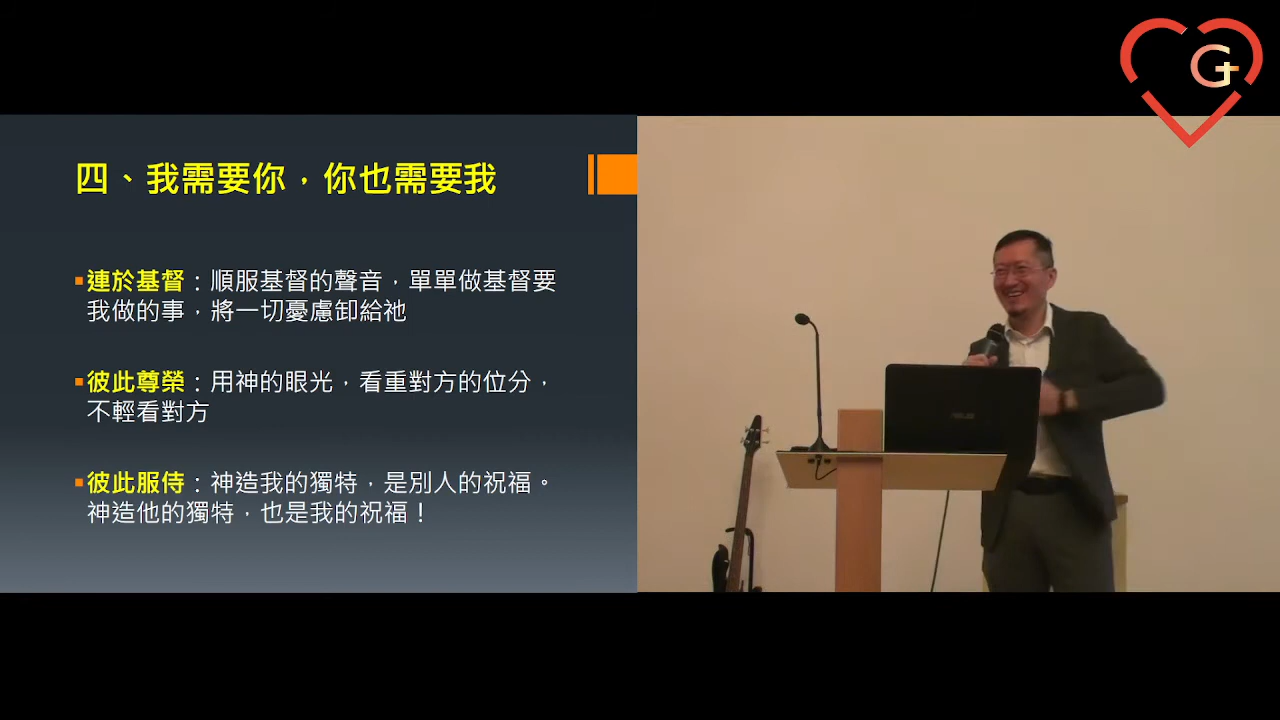 四、我需要你，你也需要我
連於基督：順服基督的聲音，單單做基督要
我做的事，將一切憂慮卸給祂
彼此尊榮：用神的眼光，看重對方的位分，
不輕看對方
彼此服侍：神造我的獨特，是別人的祝福。
神造他的獨特，也是我的祝福！
G
ASUS